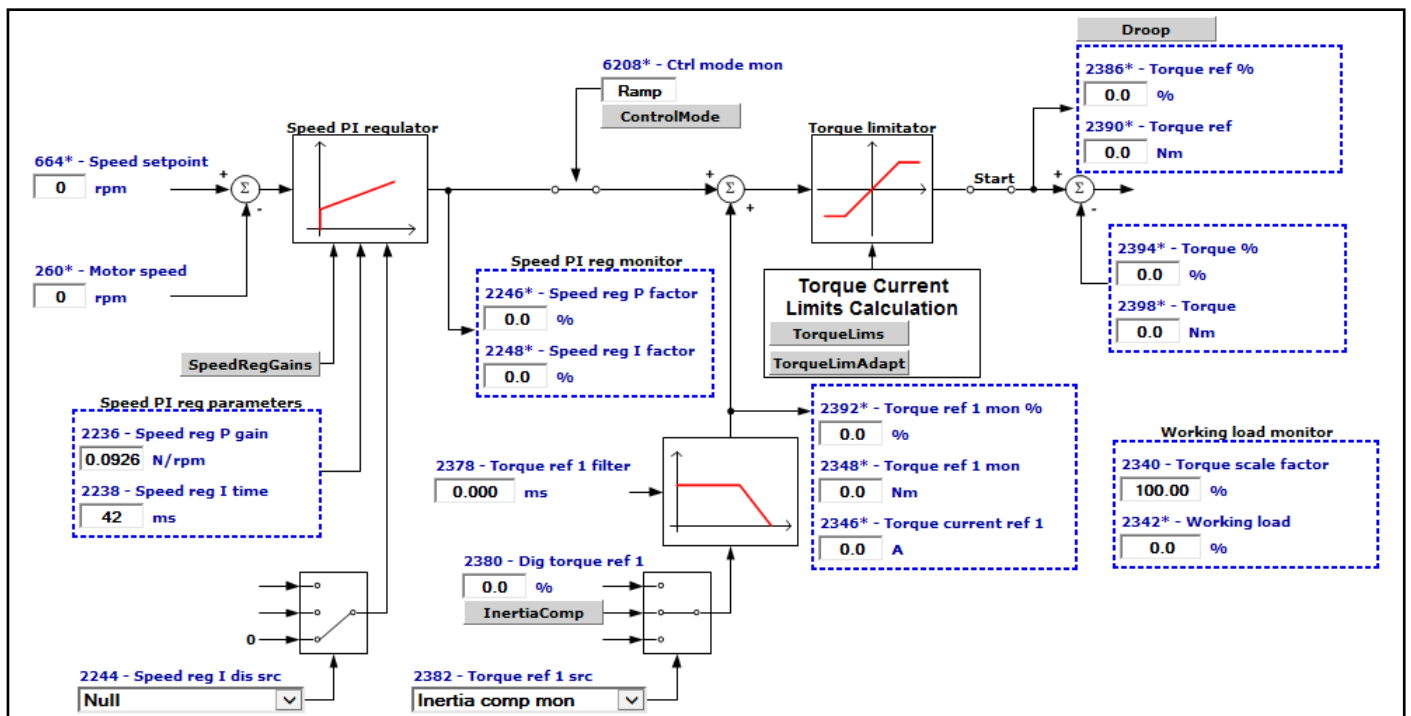 Droop
6208* - Ctrl mode mon
Ramp
ControlMode
2386* - Torque ref %
0.0 %
2390* - Torque ref
0.0 Nm
Speed PI regulator
Torque limitator
664* - Speed setpoint
0 rpm
+
Σ
-
+
Σ
+
Start
+
Σ
-
260* - Motor speed
0 rpm
Speed PI reg monitor
2246* - Speed reg P factor
0.0 %
2248* - Speed reg I factor
0.0 %
Torque Current
Limits Calculation
TorqueLims
TorqueLimAdapt
2394* - Torque %
0.0 %
2398* - Torque
0.0 Nm
SpeedRegGains
Speed PI reg parameters
2236 - Speed reg P gain
0.0926 N/rpm
2238 - Speed reg I time
42 ms
2378 - Torque ref 1 filter
0.000 ms
2392* - Torque ref 1 mon %
0.0 %
2348* - Torque ref 1 mon
0.0 Nm
2346* - Torque current ref 1
0.0 A
Working load monitor
2340 - Torque scale factor
100.00 %
2342* - Working load
0.0 %
2380 - Dig torque ref 1
0.0 %
InertiaComp
0
2244 - Speed reg I dis src
Null
2382 - Torque ref 1 src
Inertia comp mon